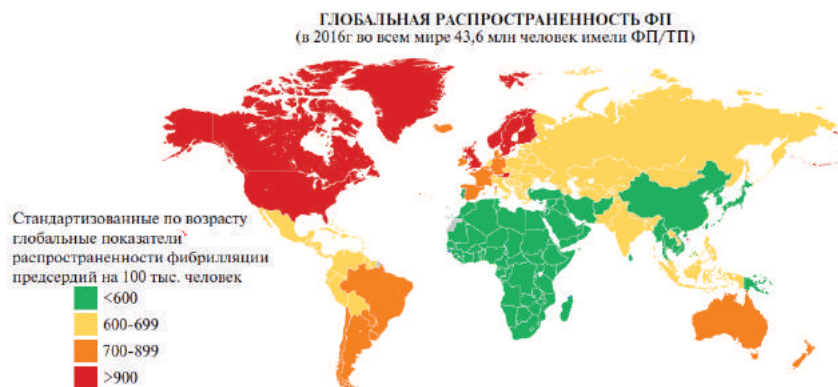 ГЛОБАЛЬНАЯ РАСПРОСТРАНЕННОСТЬ ФП
(в 2016г во всем мире 43,6 млн человек имели ФП/ТП)
Стандартизованные по возрасту
глобальные показатели
распространенности фибрилляции
предсердий на 100 тыс. человек
<600
600-699
700-899
>900